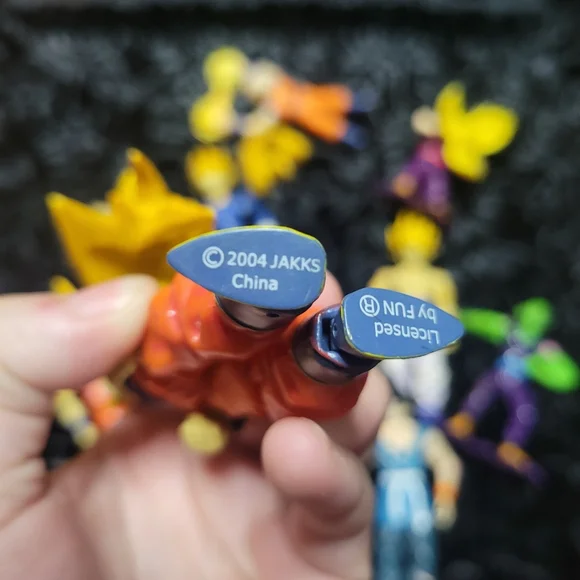 © 2004 JAKKS
China
Licensed
by FUN ®